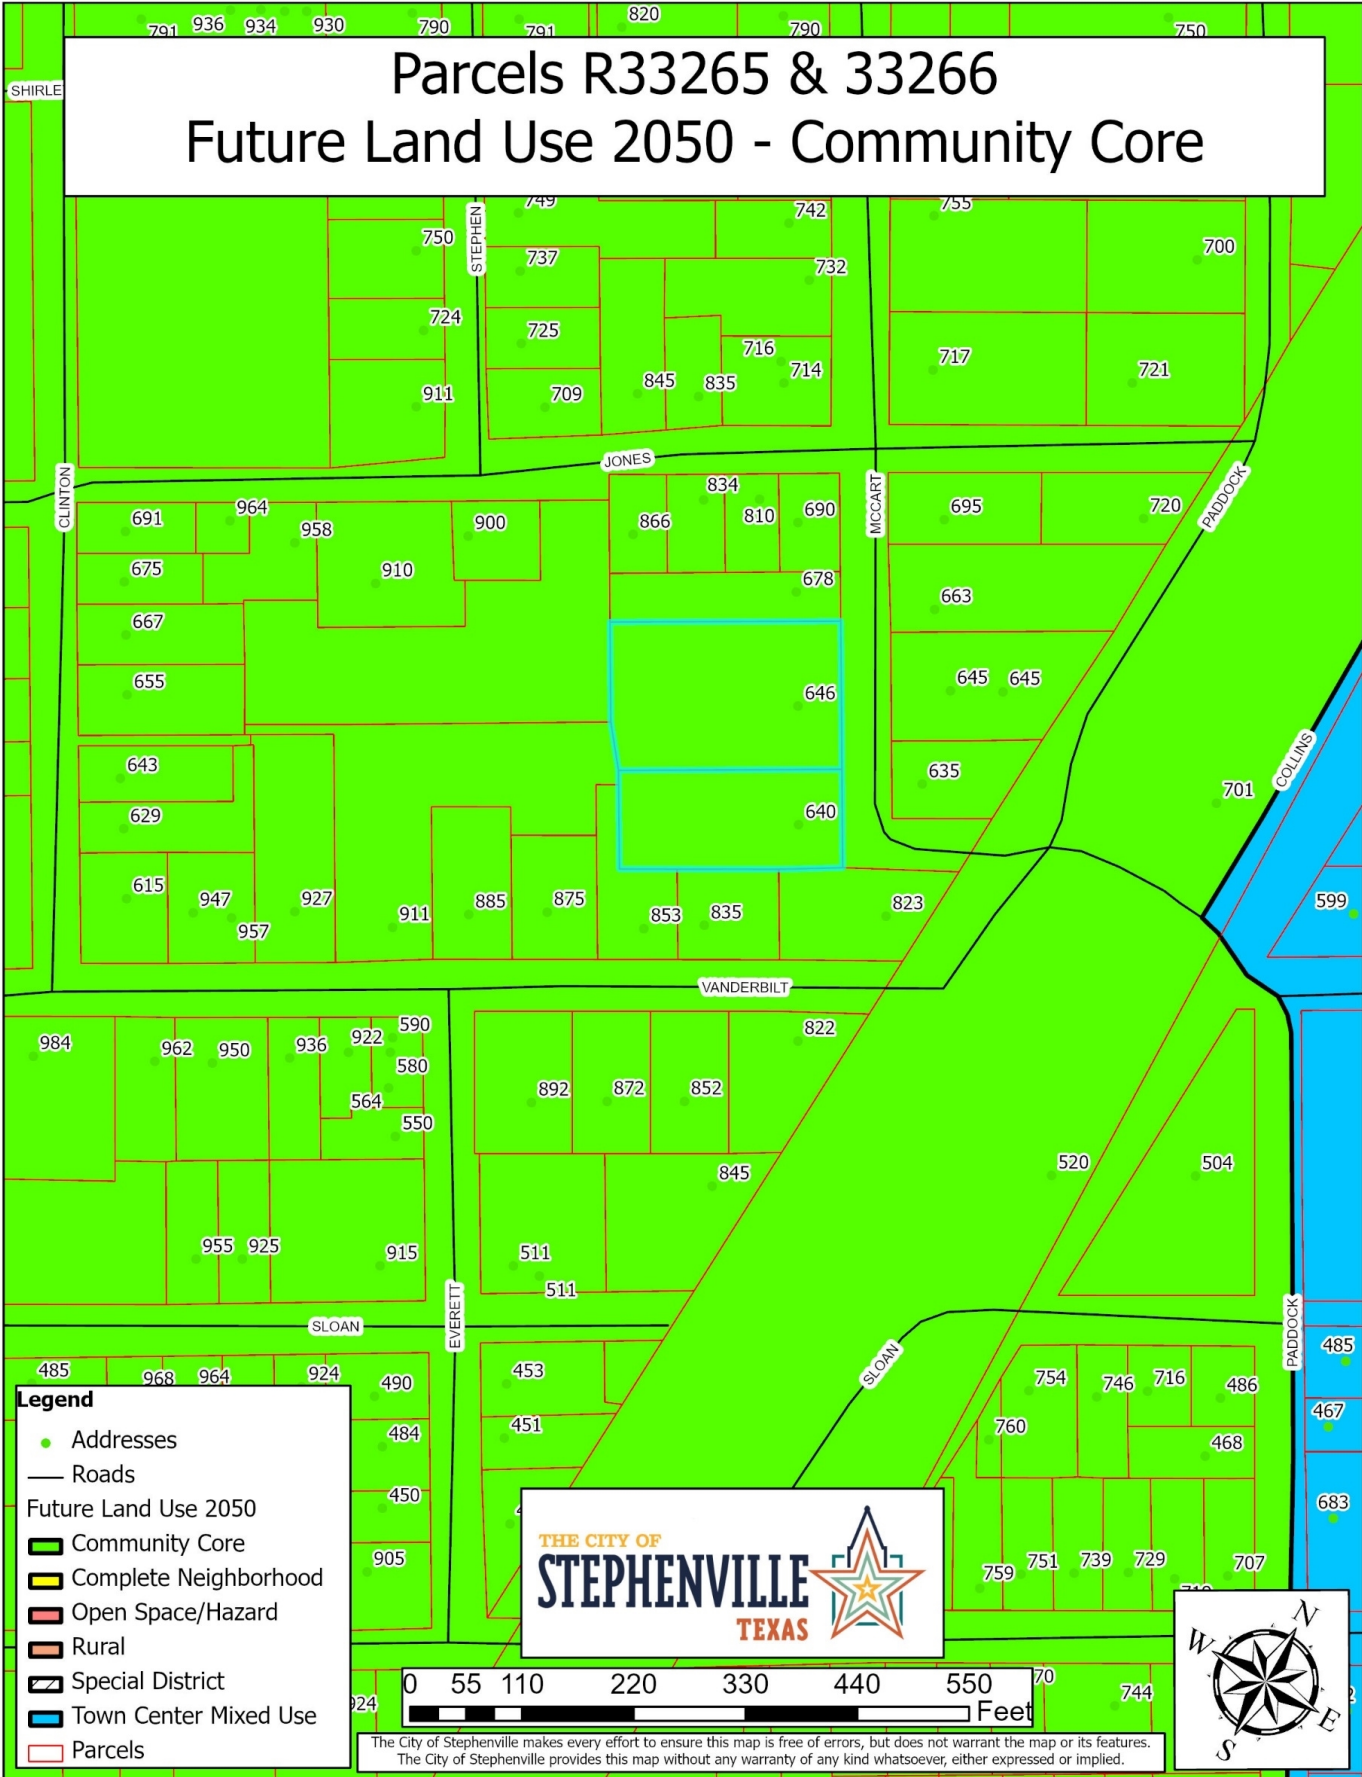 791 936 934 930 790 791 820 790 750
Parcels R33265 & 33266
Future Land Use 2050 - Community Core
749 742 755
STEPHEN
750 737 732 700
724 725 716 714 717 721
911 709 845 835
JONES
CLINTON
MCCART
PADDOCK
691 964 958 900 866 834 810 690 695 720
675 910 678 663
667
655 646 645 645
643 635 701
COLLINS
629 640
615 947 957 927 911 885 875 853 835 823 599
VANDERBILT
984 962 950 936 922 590 822
580
564 892 872 852
550
845 520 504
955 925 915 511
511
SLOAN
EVERETT
PADDOCK
SLOAN
485 968 964 924 490 453 754 746 716 486 485
484 451 760 468 467
450 683
905 759 751 739 729 707
Legend
Addresses
Roads
Future Land Use 2050
Community Core
Complete Neighborhood
Open Space/Hazard
Rural
Special District
Town Center Mixed Use
Parcels
THE CITY OF
STEPHENVILLE
TEXAS
N
W
E
S
0 55 110 220 330 440 550
Feet
744
The City of Stephenville makes every effort to ensure this map is free of errors, but does not warrant the map or its features.
The City of Stephenville provides this map without any warranty of any kind whatsoever, either expressed or implied.